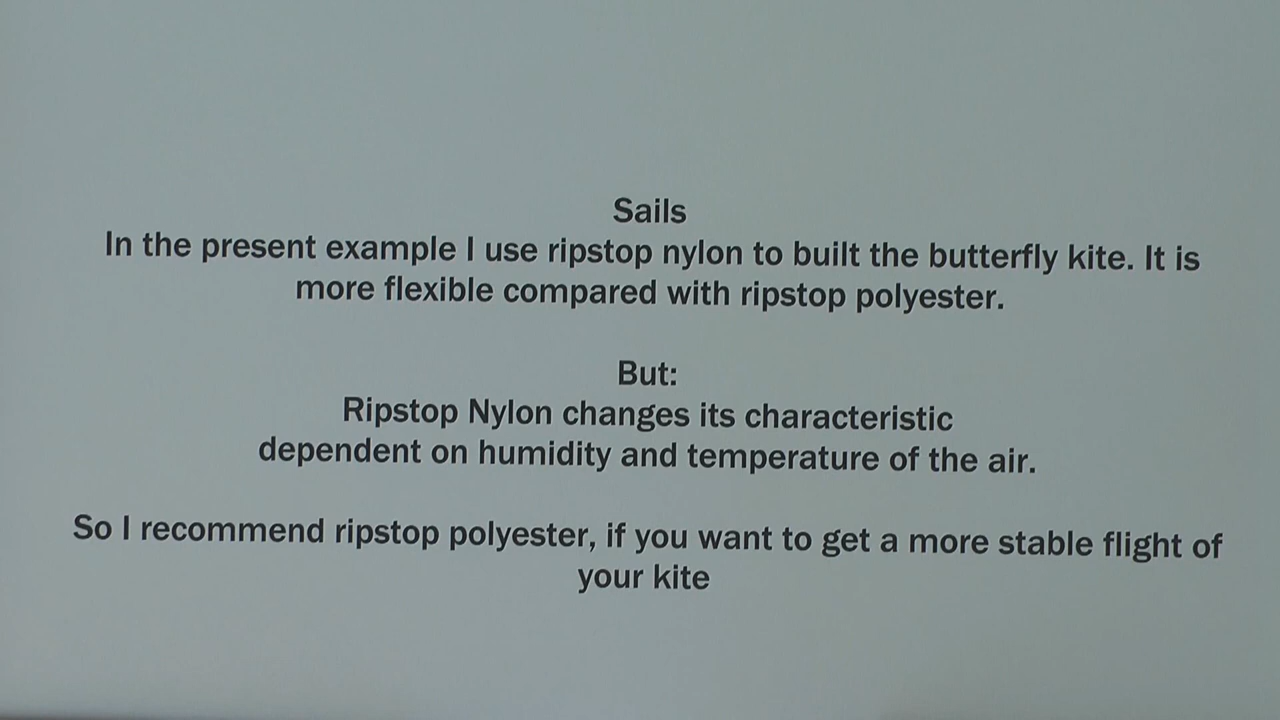 Sails
In the present example I use ripstop nylon to built the butterfly kite. It is
more flexible compared with ripstop polyester.
But:
Ripstop Nylon changes its characteristic
dependent on humidity and temperature of the air.
So I recommend ripstop polyester, if you want to get a more stable flight of
your kite